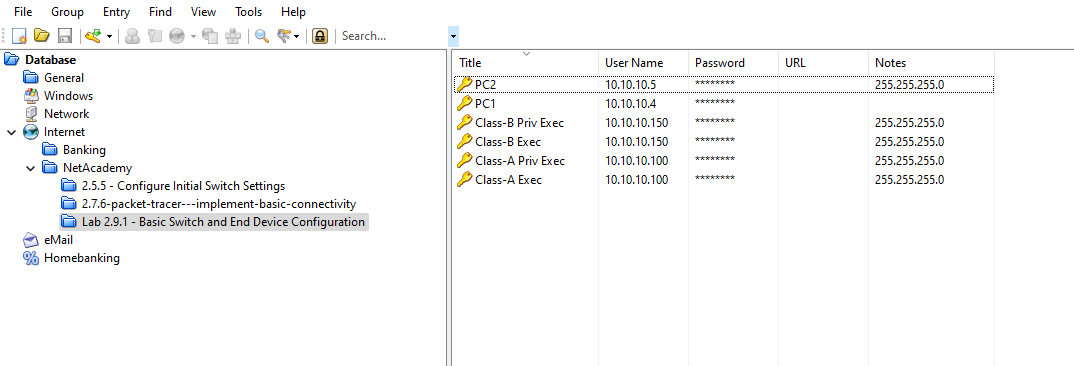 File Group Entry Find View Tools Help
Search...
Database
General
Windows
Network
Internet
Banking
NetAcademy
2.5.5 - Configure Initial Switch Settings
2.7.6-packet-tracer---implement-basic-connectivity
Lab 2.9.1 - Basic Switch and End Device Configuration
eMail
Homebanking
Title User Name Password URL Notes
PC2 10.10.10.5 ******** 255.255.255.0
PC1 10.10.10.4 ********
Class-B Priv Exec 10.10.10.150 ******** 255.255.255.0
Class-B Exec 10.10.10.150 ******** 255.255.255.0
Class-A Priv Exec 10.10.10.100 ******** 255.255.255.0
Class-A Exec 10.10.10.100 ******** 255.255.255.0